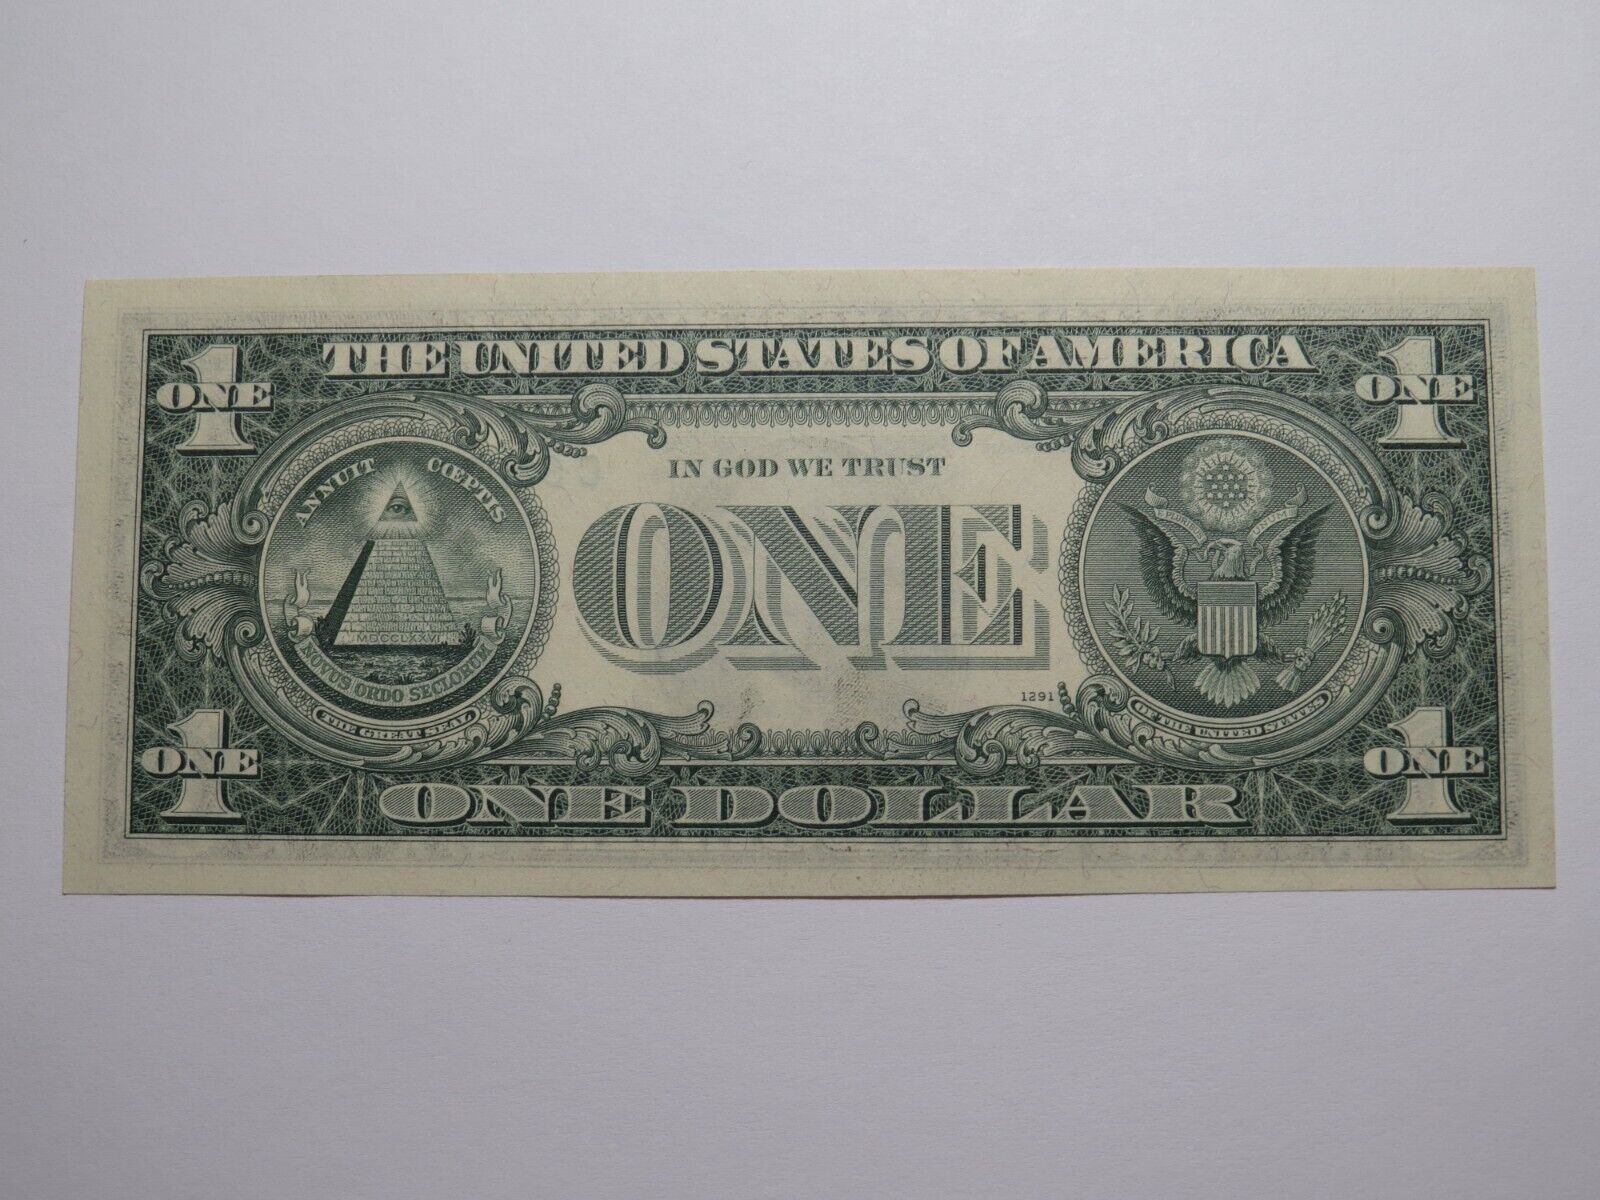 THE UNITED STATES OF AMERICA
1 ONE
1 ONE
ANNUIT CŒPTIS
IN GOD WE TRUST
ONE
MDCCLXXVI
NOVUS ORDO SECLORUM
THE GREAT SEAL
1291
OF THE UNITED STATES
1 ONE
1 ONE
ONE DOLLAR